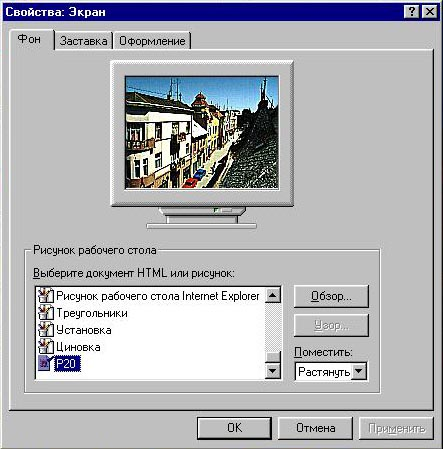 Свойства: Экран
Фон Заставка Оформление
Рисунок рабочего стола
Выберите документ HTML или рисунок:
Рисунок рабочего стола Internet Explorer
Треугольники
Установка
Циновка
P20
Обзор...
Узор...
Поместить:
Растянуть
OK Отмена Применить